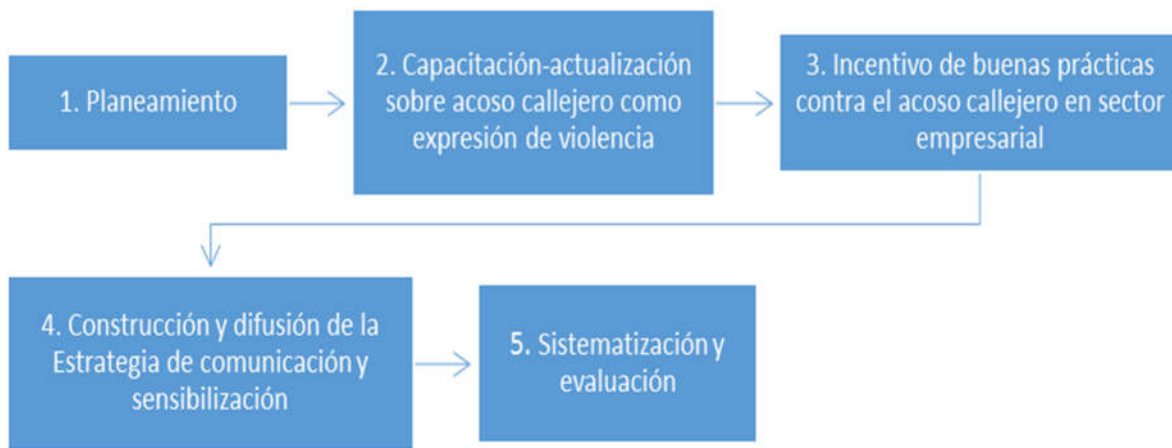 1. Planeamiento
2. Capacitación-actualización
sobre acoso callejero como
expresión de violencia
3. Incentivo de buenas prácticas
contra el acoso callejero en sector
empresarial
4. Construcción y difusión de la
Estrategia de comunicación y
sensibilización
5. Sistematización y
evaluación